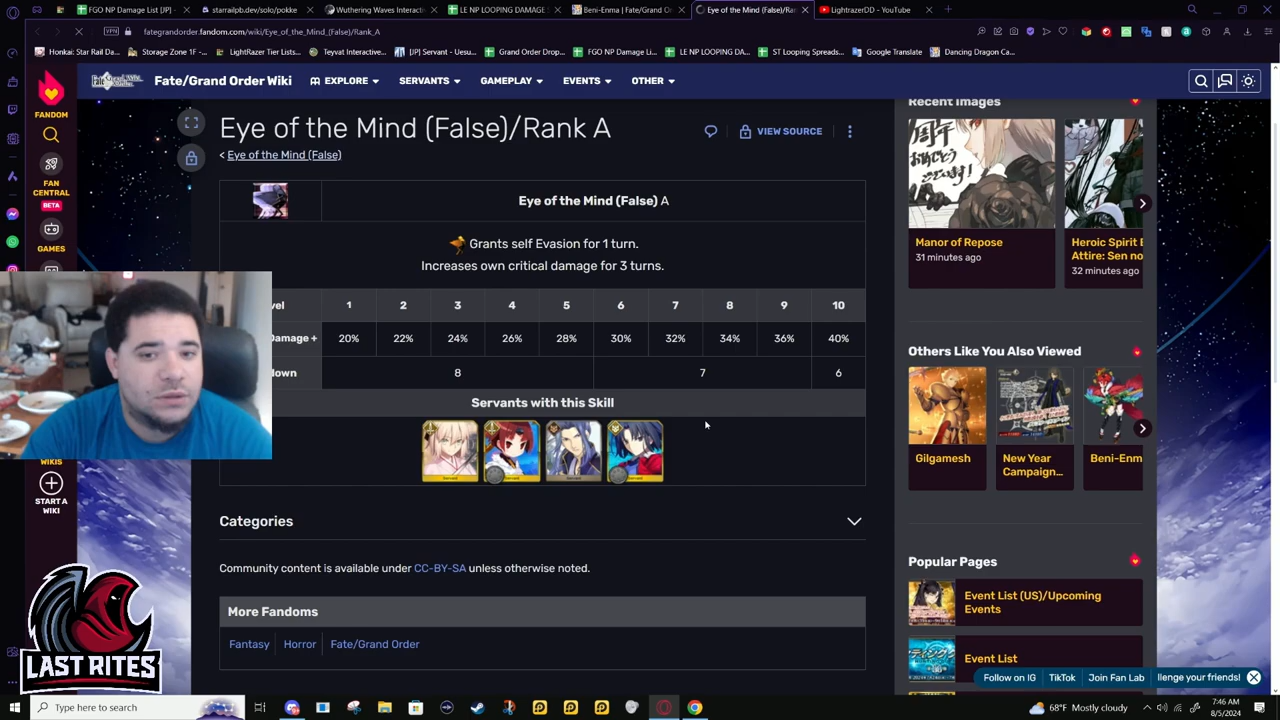 FGO NP Damage List [JP] -
starrailpb.dev/solo/pokke
Wuthering Waves Interactiv
LE NP LOOPING DAMAGE
Beni-Enma | Fate/Grand O
Eye of the Mind (False)/Ran
LightrazerDD - YouTube
VPN
fategrandorder.fandom.com/wiki/Eye_of_the_Mind_(False)/Rank_A
Honkai: Star Rail Da...
Storage Zone 1F -...
LightRazer Tier Lists...
Teyvat Interactive...
[JP] Servant - Uesu...
Grand Order Drop...
FGO NP Damage Li...
LE NP LOOPING DA...
ST Looping Spreads...
Google Translate
Dancing Dragon Ca...
FANDOM
FAN CENTRAL
BETA
GAMES
WIKIS
START A WIKI
Fate/Grand Order Wiki
EXPLORE
SERVANTS
GAMEPLAY
EVENTS
OTHER
Eye of the Mind (False)/Rank A
VIEW SOURCE
< Eye of the Mind (False)
Eye of the Mind (False) A
Grants self Evasion for 1 turn.
Increases own critical damage for 3 turns.
vel 1 2 3 4 5 6 7 8 9 10
Damage + 20% 22% 24% 26% 28% 30% 32% 34% 36% 40%
down 8 7 6
Servants with this Skill
Categories
Community content is available under CC-BY-SA unless otherwise noted.
More Fandoms
Fantasy
Horror
Fate/Grand Order
Recent Images
Manor of Repose
31 minutes ago
Heroic Spirit
Attire: Sen no
32 minutes ago
Others Like You Also Viewed
Gilgamesh
New Year
Campaign...
Beni-Enm
Popular Pages
Event List (US)/Upcoming
Events
Event List
Follow on IG
TikTok
Join Fan Lab
llenge your friends!
LAST RITES
Type here to search
68°F Mostly cloudy
7:46 AM
8/5/2024